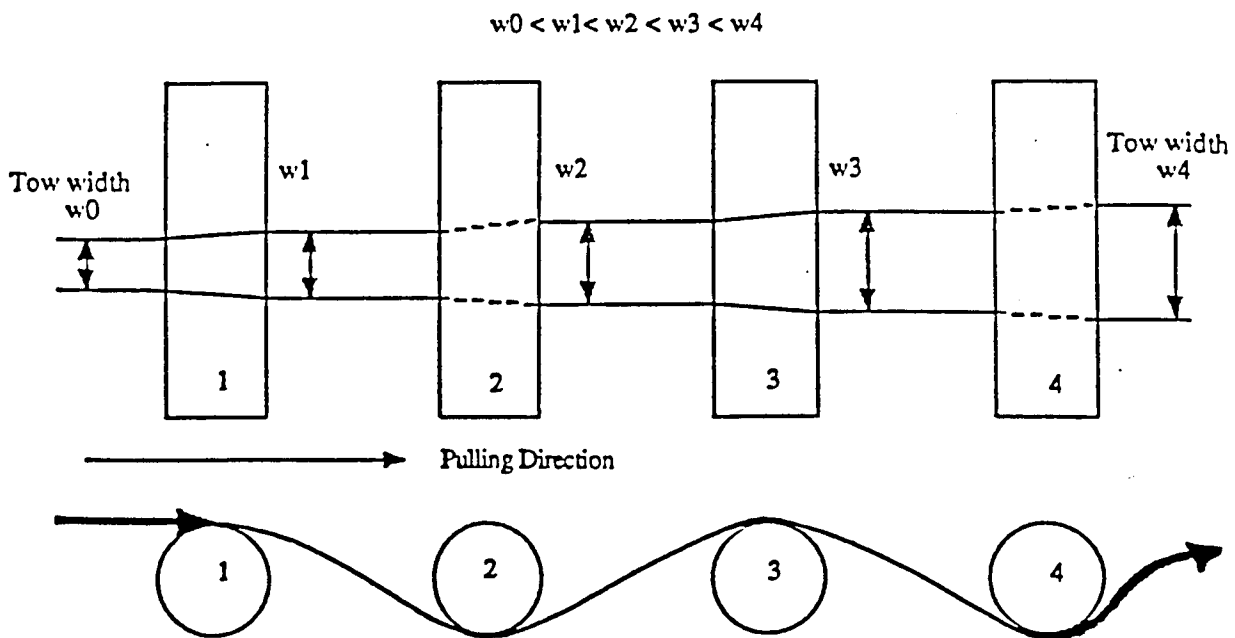 w0 < w1< w2 < w3 < w4
Tow width
w0
w1
w2
w3
Tow width
w4
1
2
3
4
Pulling Direction
1
2
3
4